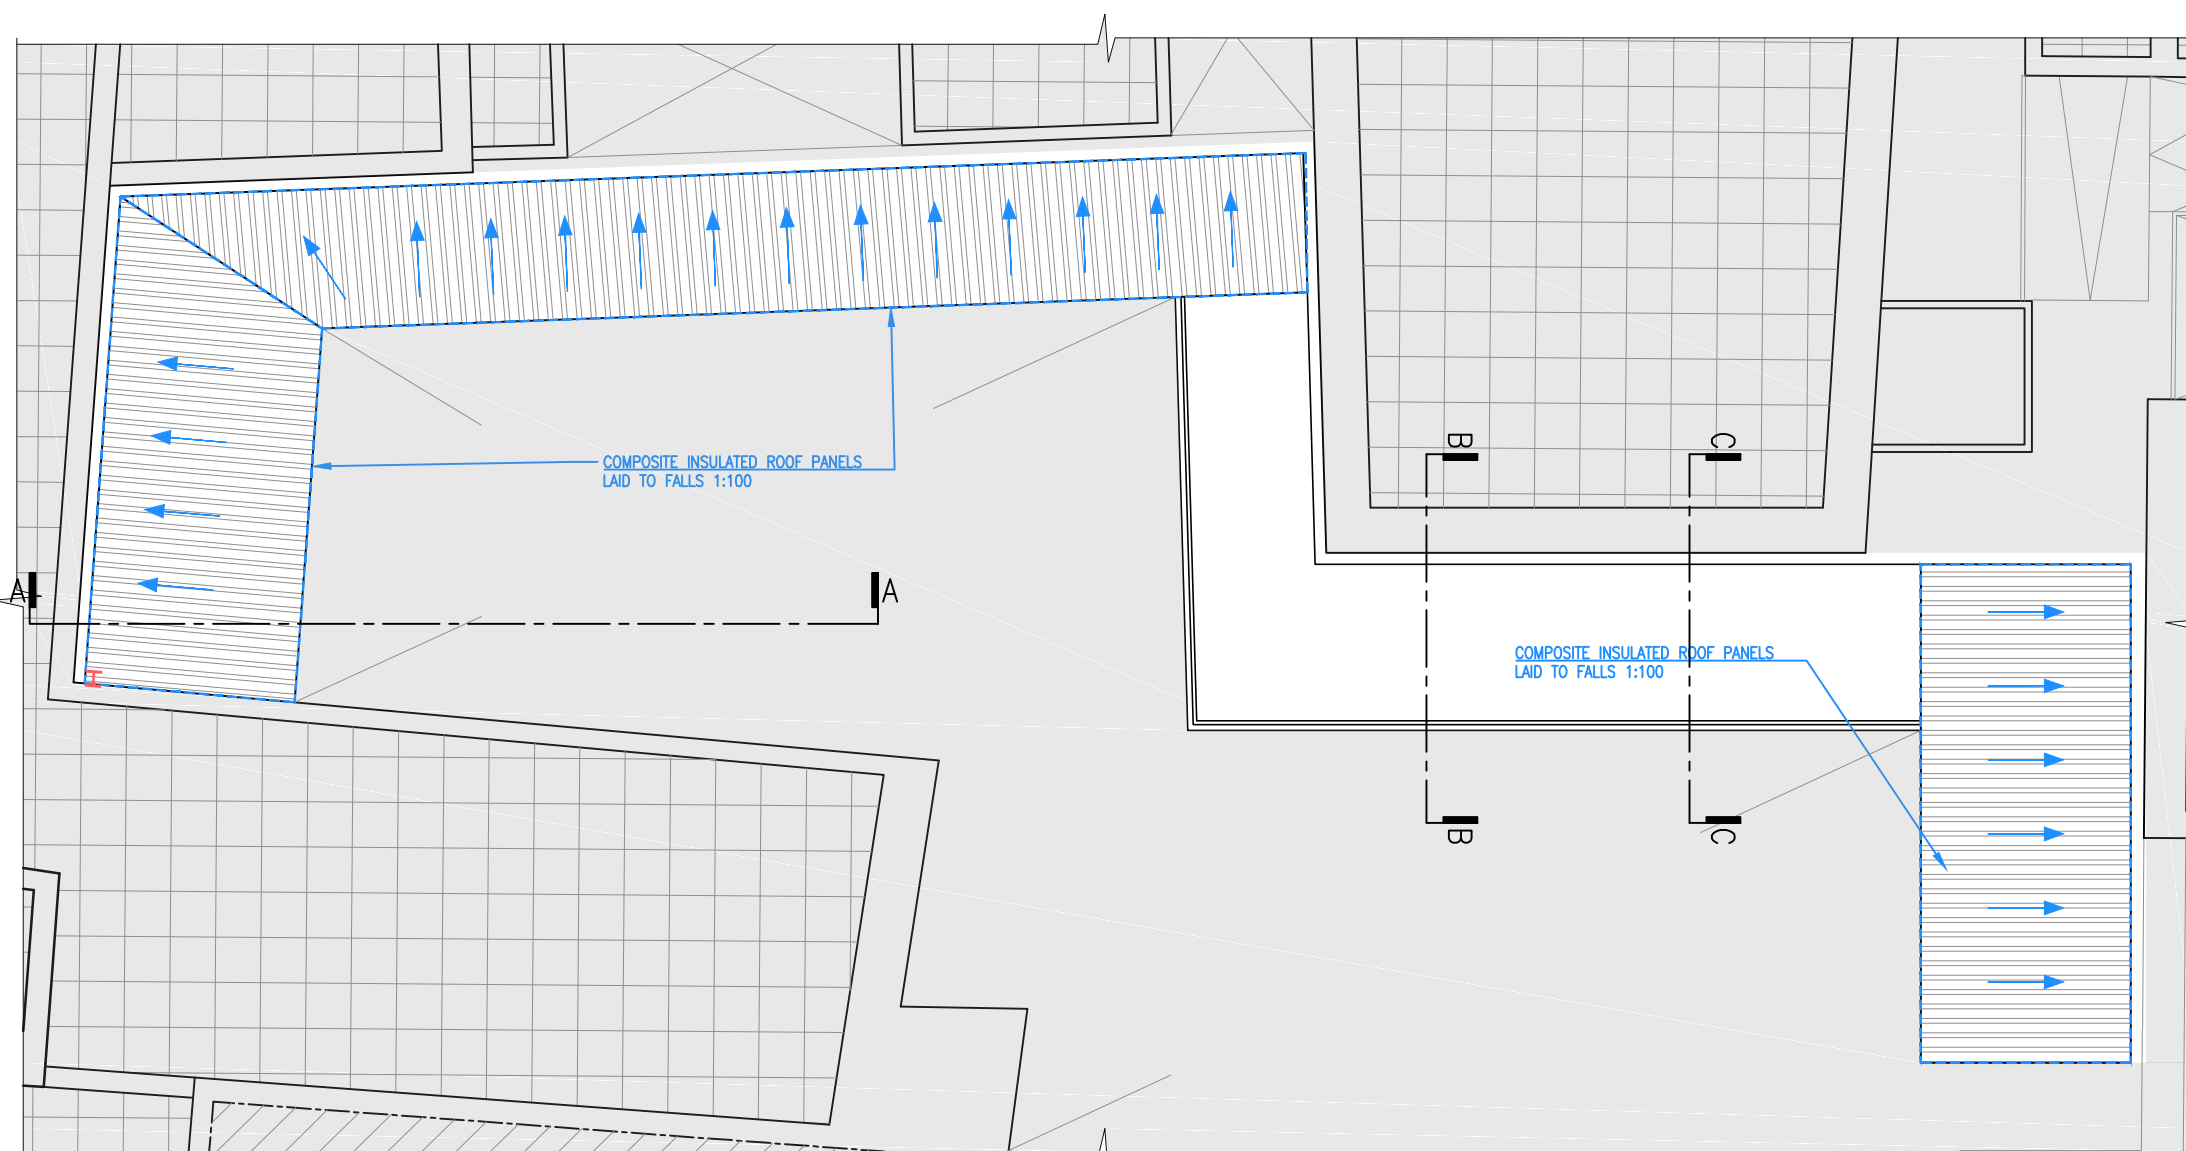 B
C
COMPOSITE INSULATED ROOF PANELS
LAID TO FALLS 1:100
A
A
COMPOSITE INSULATED ROOF PANELS
LAID TO FALLS 1:100
B
C